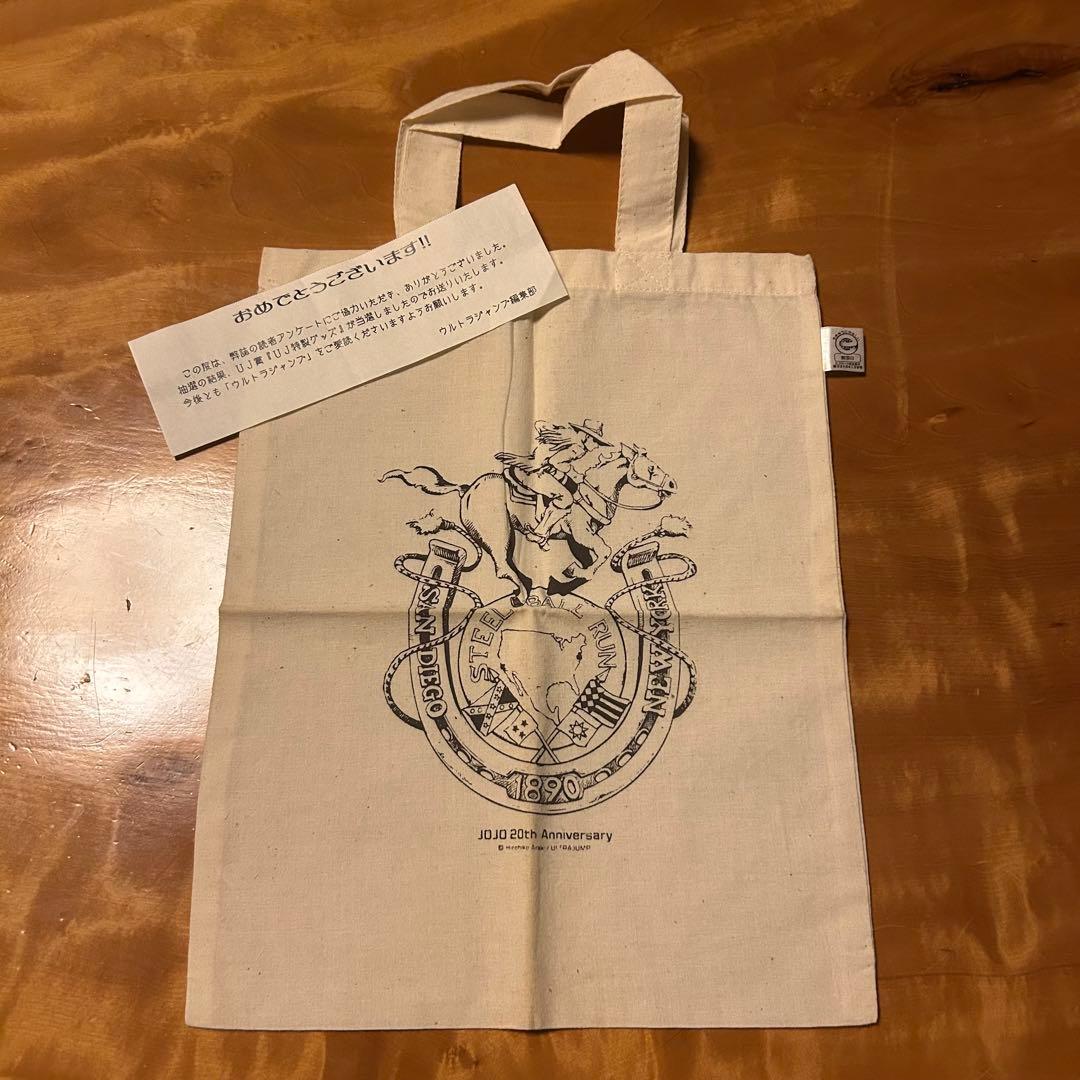 おめでとうございます!!
この度は、弊誌の読者アンケートにご協力いただき、ありがとうございました。
抽選の結果、UJ賞『UJ特製グッズ』が当選しましたのでお送りいたします。
今後とも「ウルトラジャンプ」をご愛読くださいますようお願いします。
ウルトラジャンプ編集部
STEEL BALL RUN
SAN DIEGO
NEW YORK
1890
JOJO 20th Anniversary
© Hirohiko Araki / ULTRAJUMP